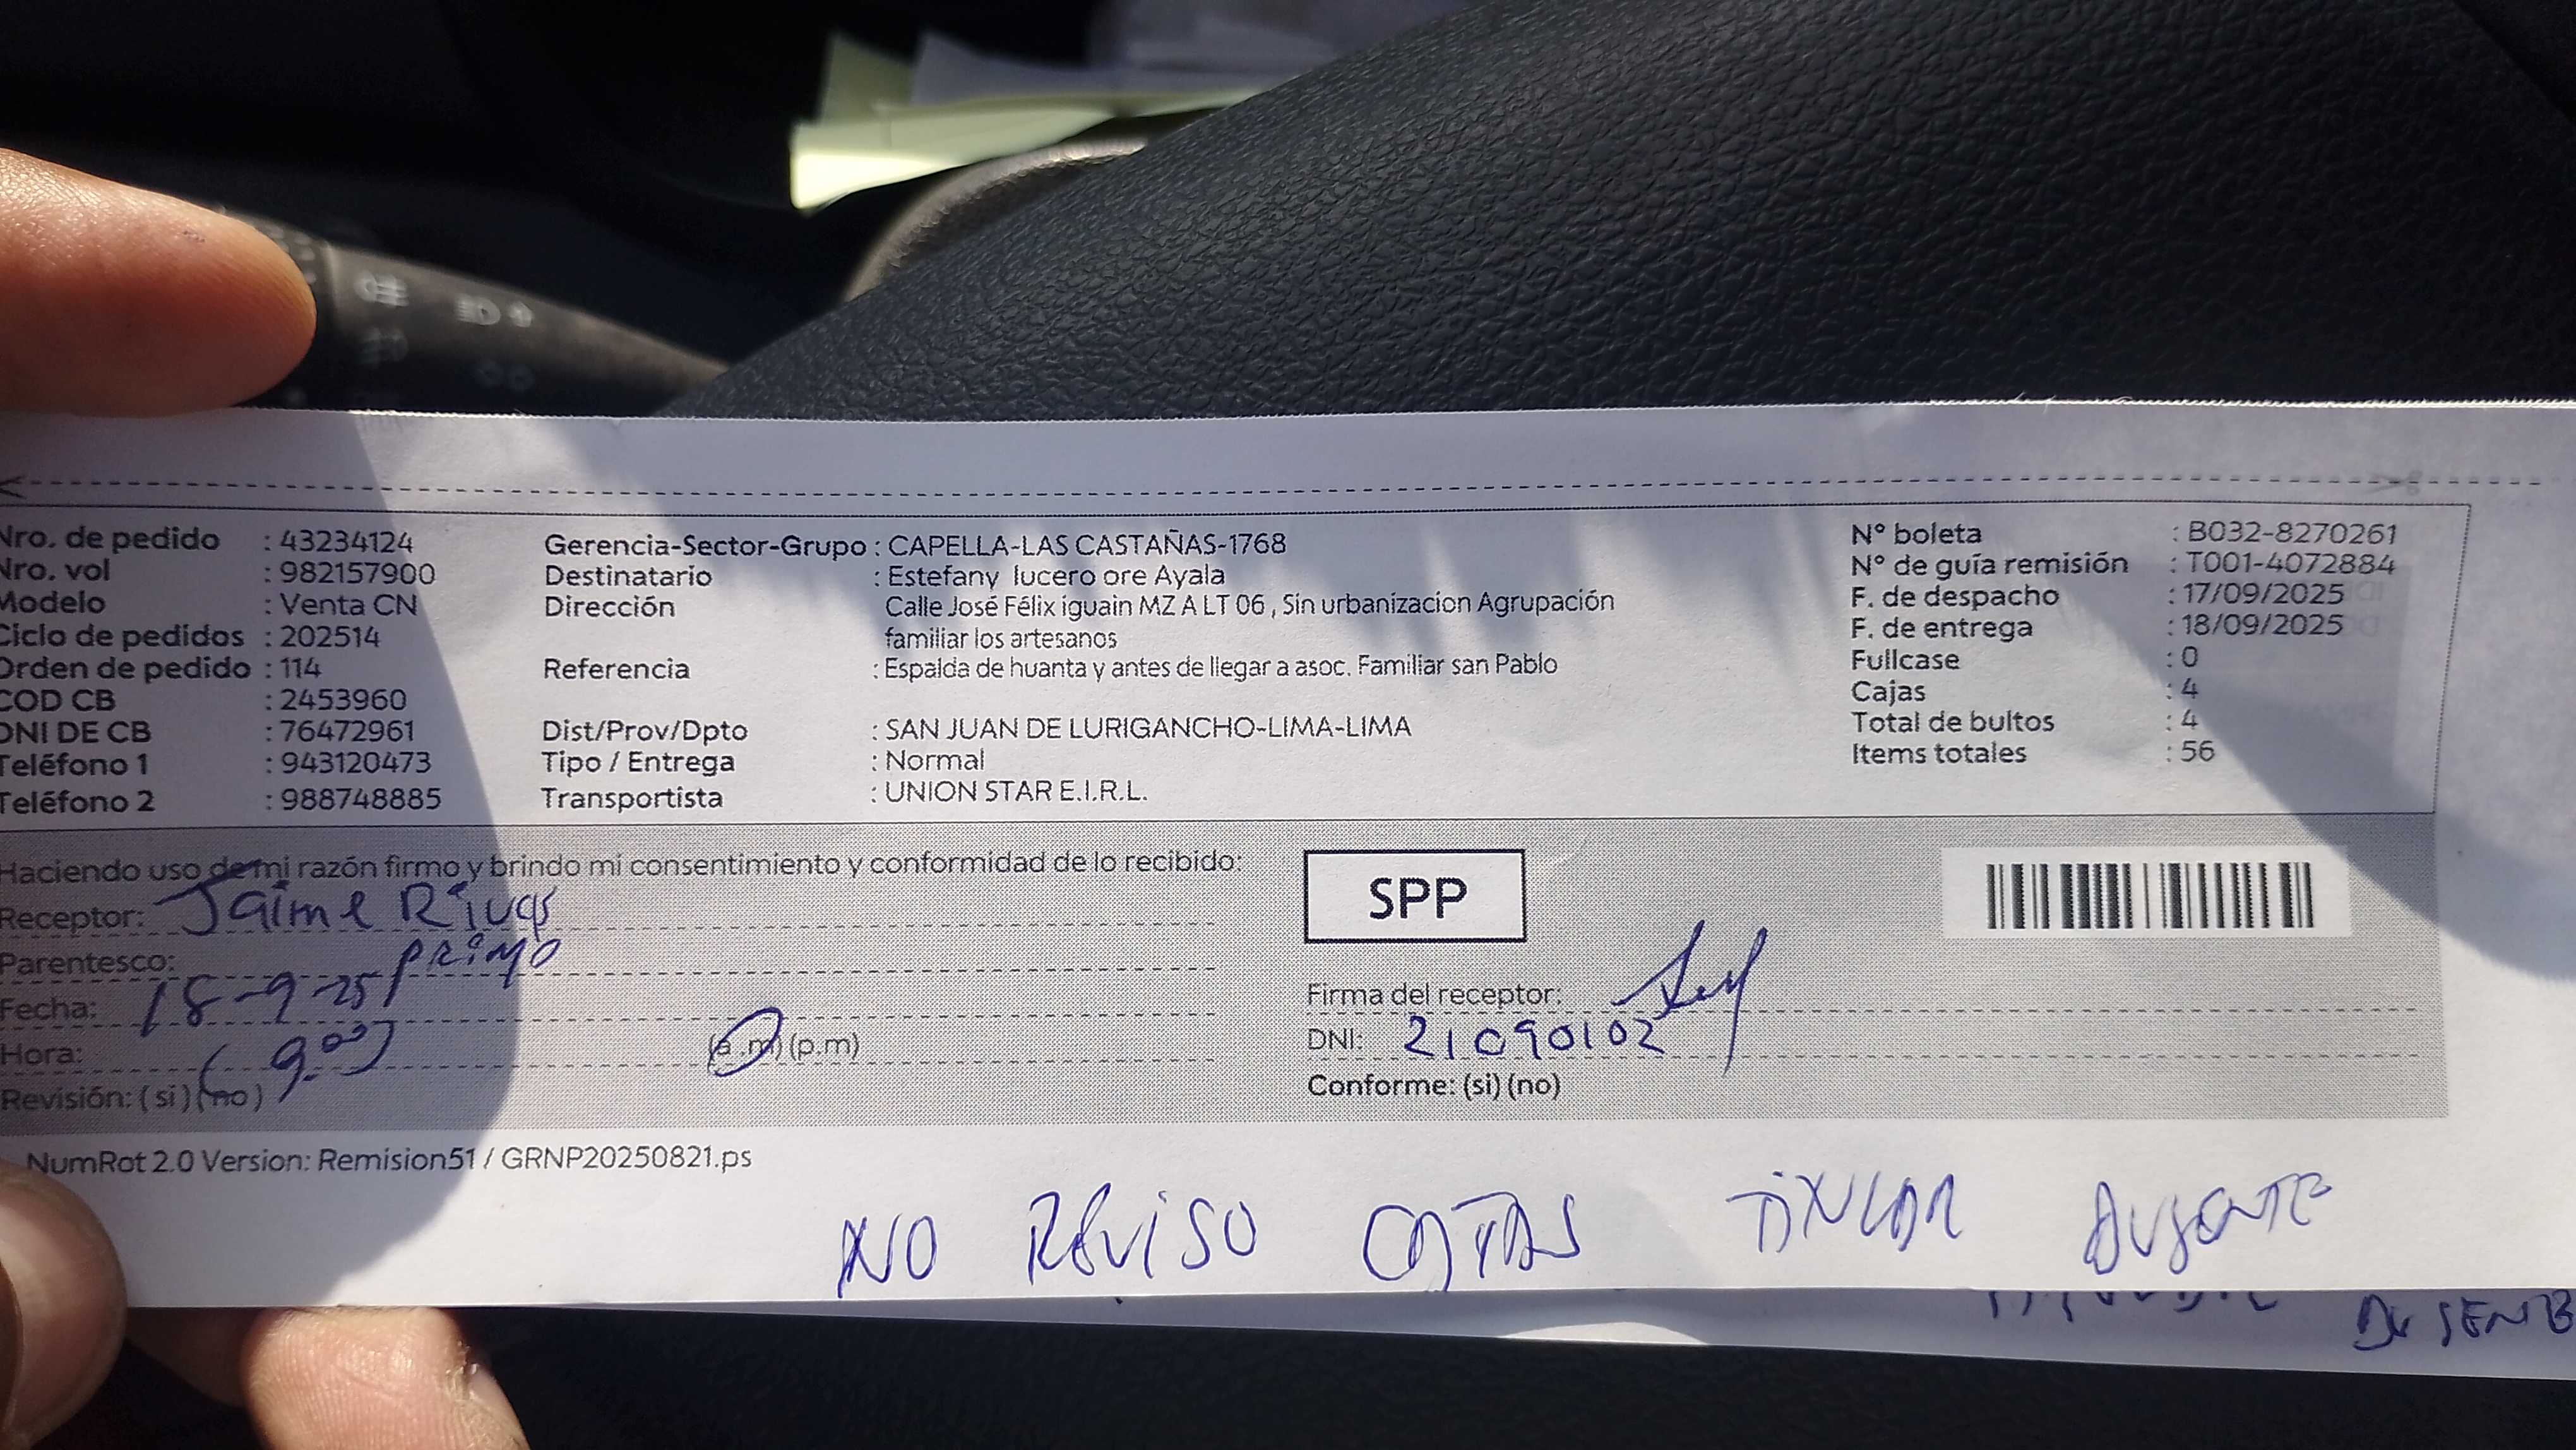 Nro. de pedido : 43234124
Nro. vol : 982157900
Modelo : Venta CN
Ciclo de pedidos : 202514
Orden de pedido : 114
COD CB : 2453960
DNI DE CB : 76472961
Teléfono 1 : 943120473
Teléfono 2 : 988748885
Gerencia-Sector-Grupo : CAPELLA-LAS CASTAÑAS-1768
Destinatario : Estefany lucero ore Ayala
Dirección Calle José Félix iguain MZ A LT 06 , Sin urbanizacion Agrupación
familiar los artesanos
Referencia : Espalda de huanta y antes de llegar a asoc. Familiar san Pablo
Dist/Prov/Dpto : SAN JUAN DE LURIGANCHO-LIMA-LIMA
Tipo / Entrega : Normal
Transportista : UNION STAR E.I.R.L.
N° boleta : B032-8270261
N° de guía remisión : T001-4072884
F. de despacho : 17/09/2025
F. de entrega : 18/09/2025
Fullcase : 0
Cajas : 4
Total de bultos : 4
Items totales : 56
Haciendo uso de mi razón firmo y brindo mi consentimiento y conformidad de lo recibido:
Receptor: Jaime Rivas
Parentesco: PRIMO
Fecha: 18-9-25
Hora: 9:00 (a.m) (p.m)
Revisión: (si) (no)
SPP
Firma del receptor:
DNI: 21090102
Conforme: (si) (no)
NumRot 2.0 Version: Remision51 / GRNP20250821.ps
NO REVISO CAJAS TITULAR AUSENTE